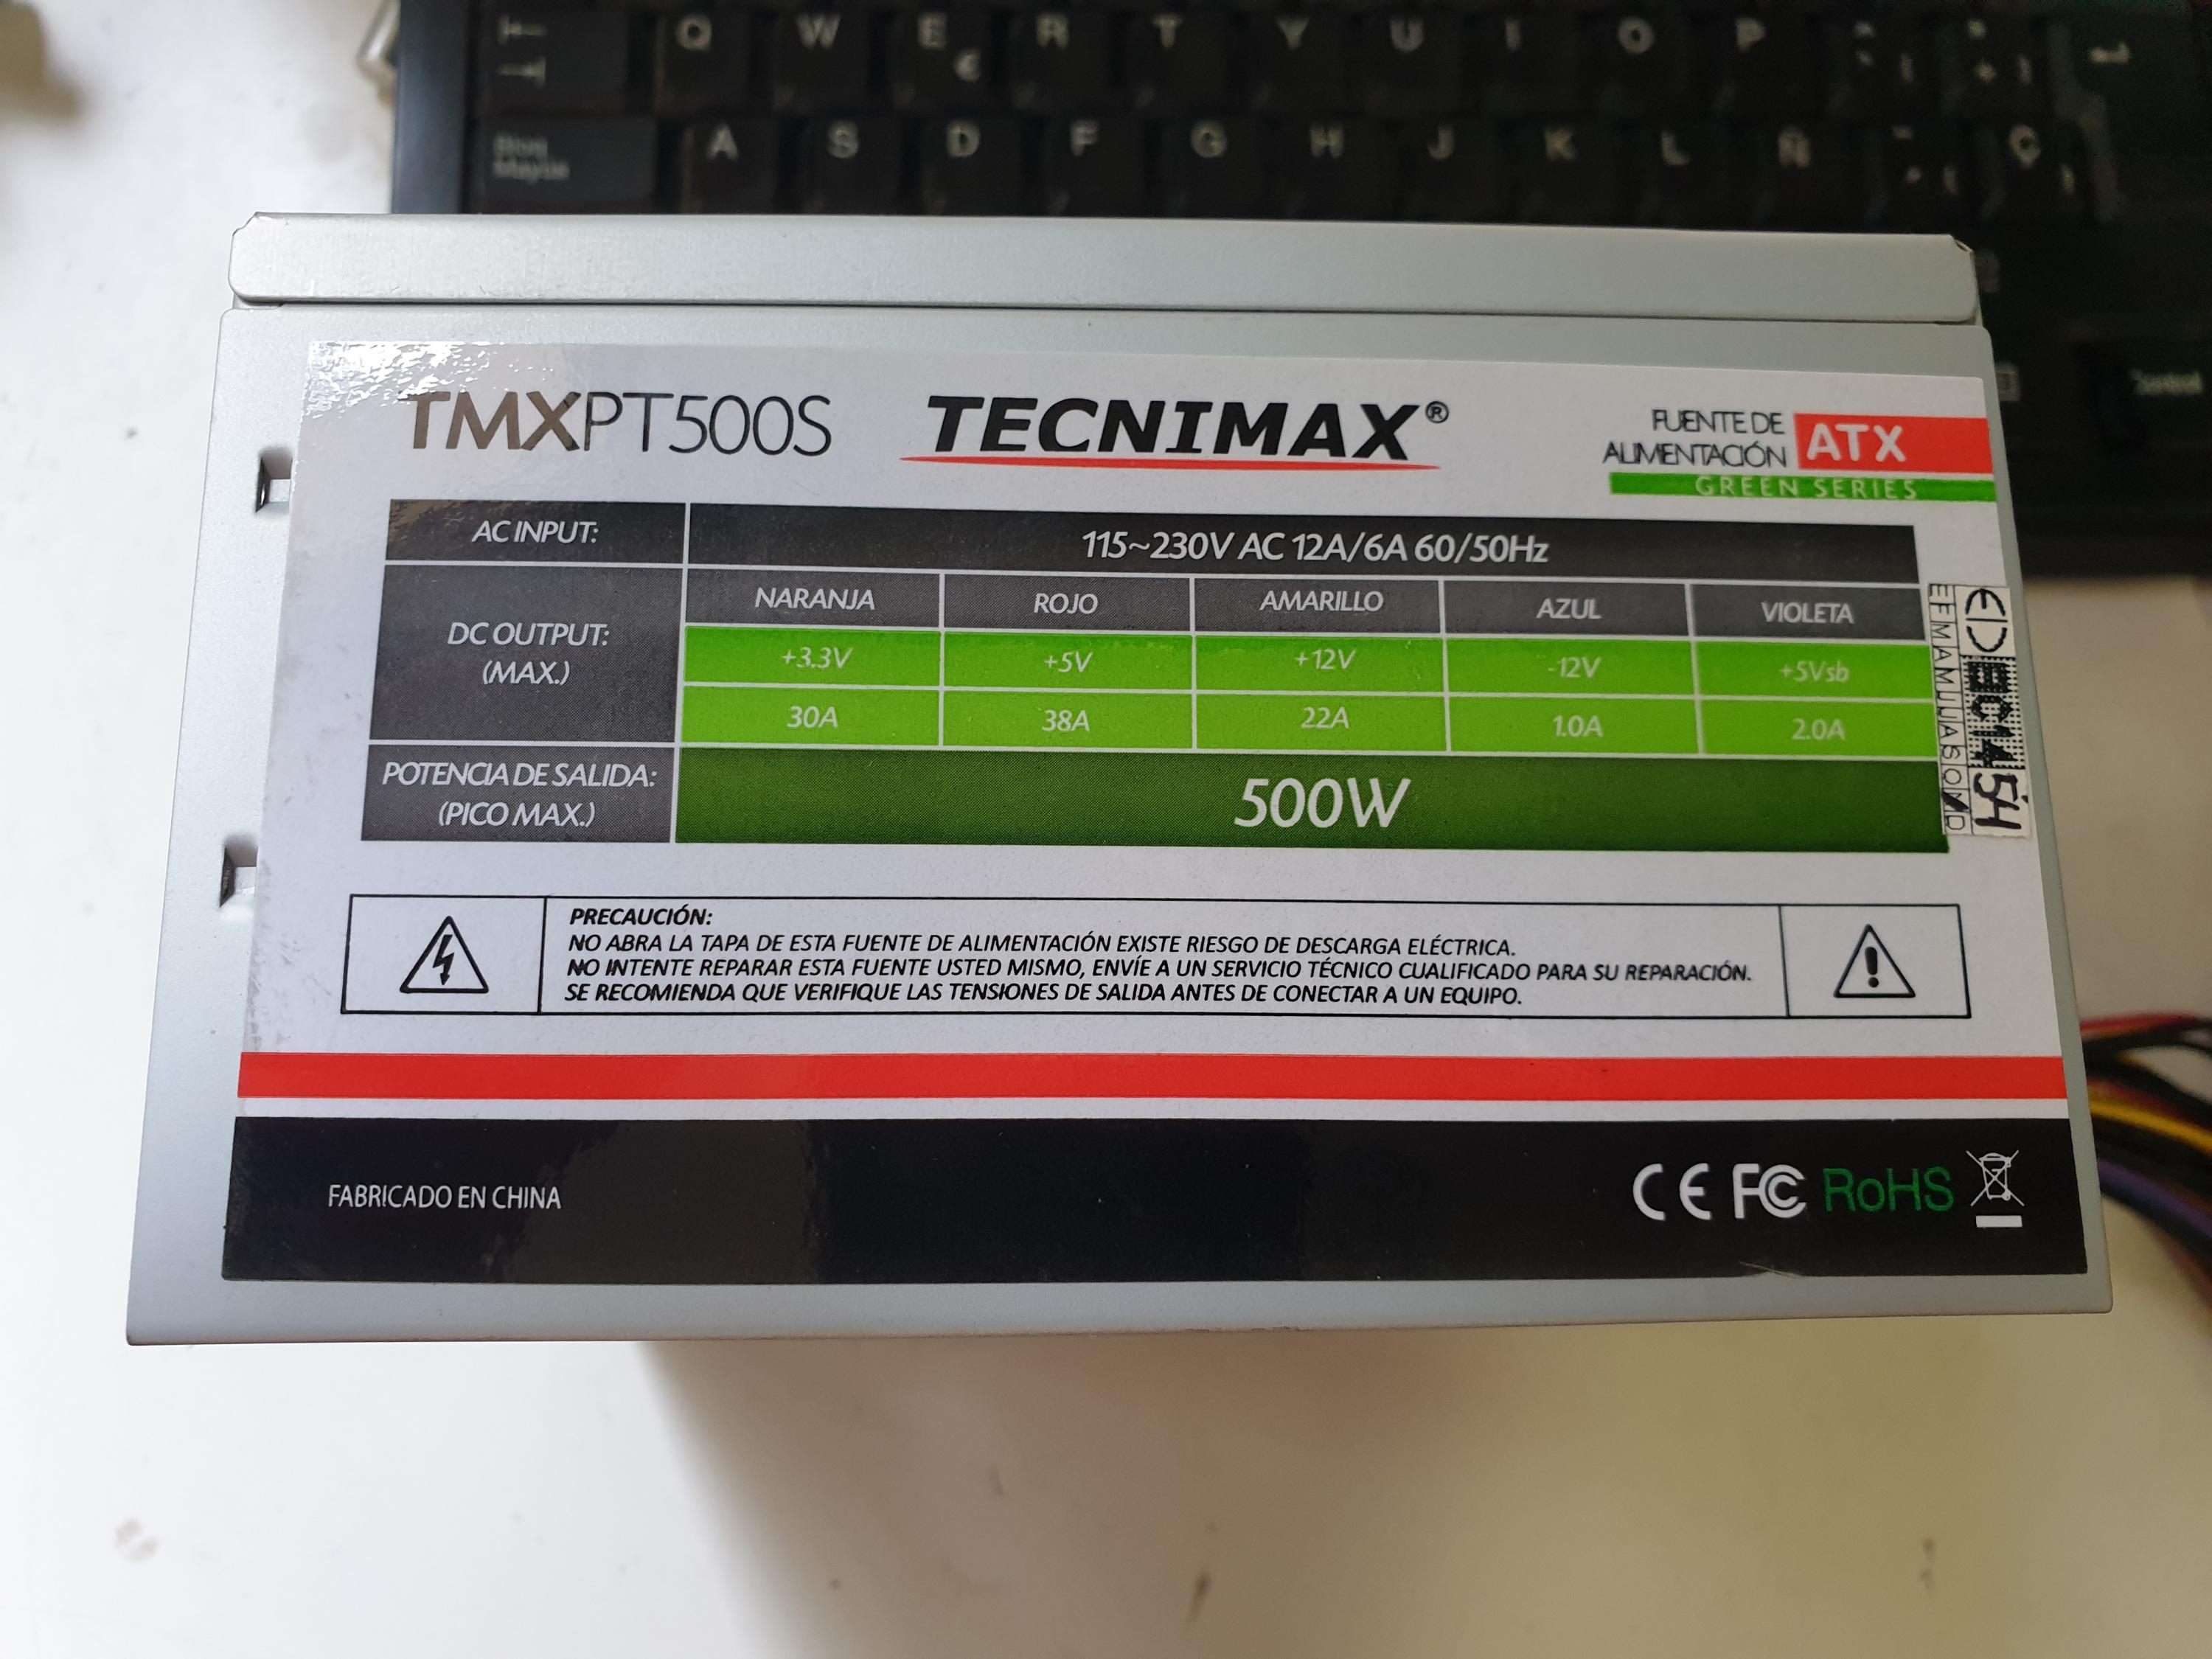 Q W E R T Y U I O P
€
Bloq
Mayús
A S D F G H J K L Ñ Ç
Control
TMXPT500S
TECNIMAX®
FUENTE DE
ALIMENTACIÓN
ATX
GREEN SERIES
AC INPUT: 115~230V AC 12A/6A 60/50Hz
DC OUTPUT:
(MAX.)
NARANJA ROJO AMARILLO AZUL VIOLETA
+3.3V +5V +12V -12V +5Vsb
30A 38A 22A 1.0A 2.0A
POTENCIA DE SALIDA:
(PICO MAX.)
500W
EFMAMJJASOND
PRECAUCIÓN:
NO ABRA LA TAPA DE ESTA FUENTE DE ALIMENTACIÓN EXISTE RIESGO DE DESCARGA ELÉCTRICA.
NO INTENTE REPARAR ESTA FUENTE USTED MISMO, ENVÍE A UN SERVICIO TÉCNICO CUALIFICADO PARA SU REPARACIÓN.
SE RECOMIENDA QUE VERIFIQUE LAS TENSIONES DE SALIDA ANTES DE CONECTAR A UN EQUIPO.
FABRICADO EN CHINA
CE FC RoHS